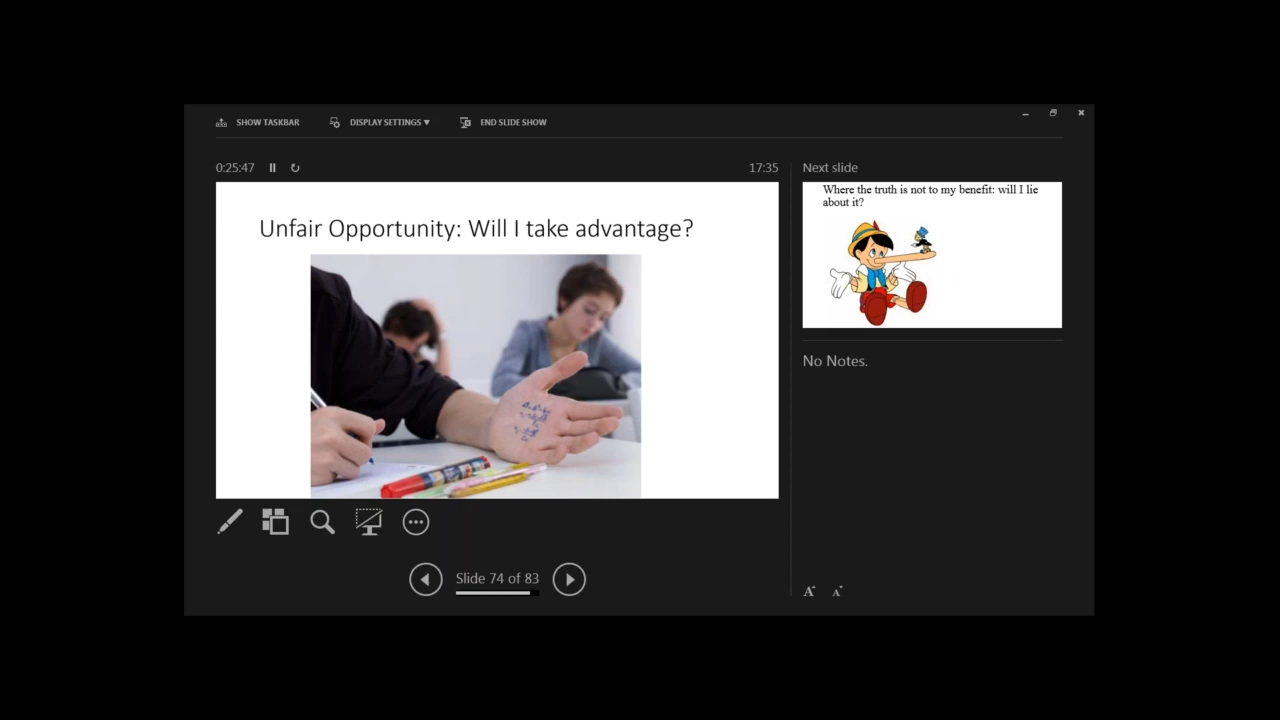 SHOW TASKBAR
DISPLAY SETTINGS ▼
END SLIDE SHOW
0:25:47
17:35
Next slide
Unfair Opportunity: Will I take advantage?
Where the truth is not to my benefit: will I lie
about it?
No Notes.
Slide 74 of 83
A
A